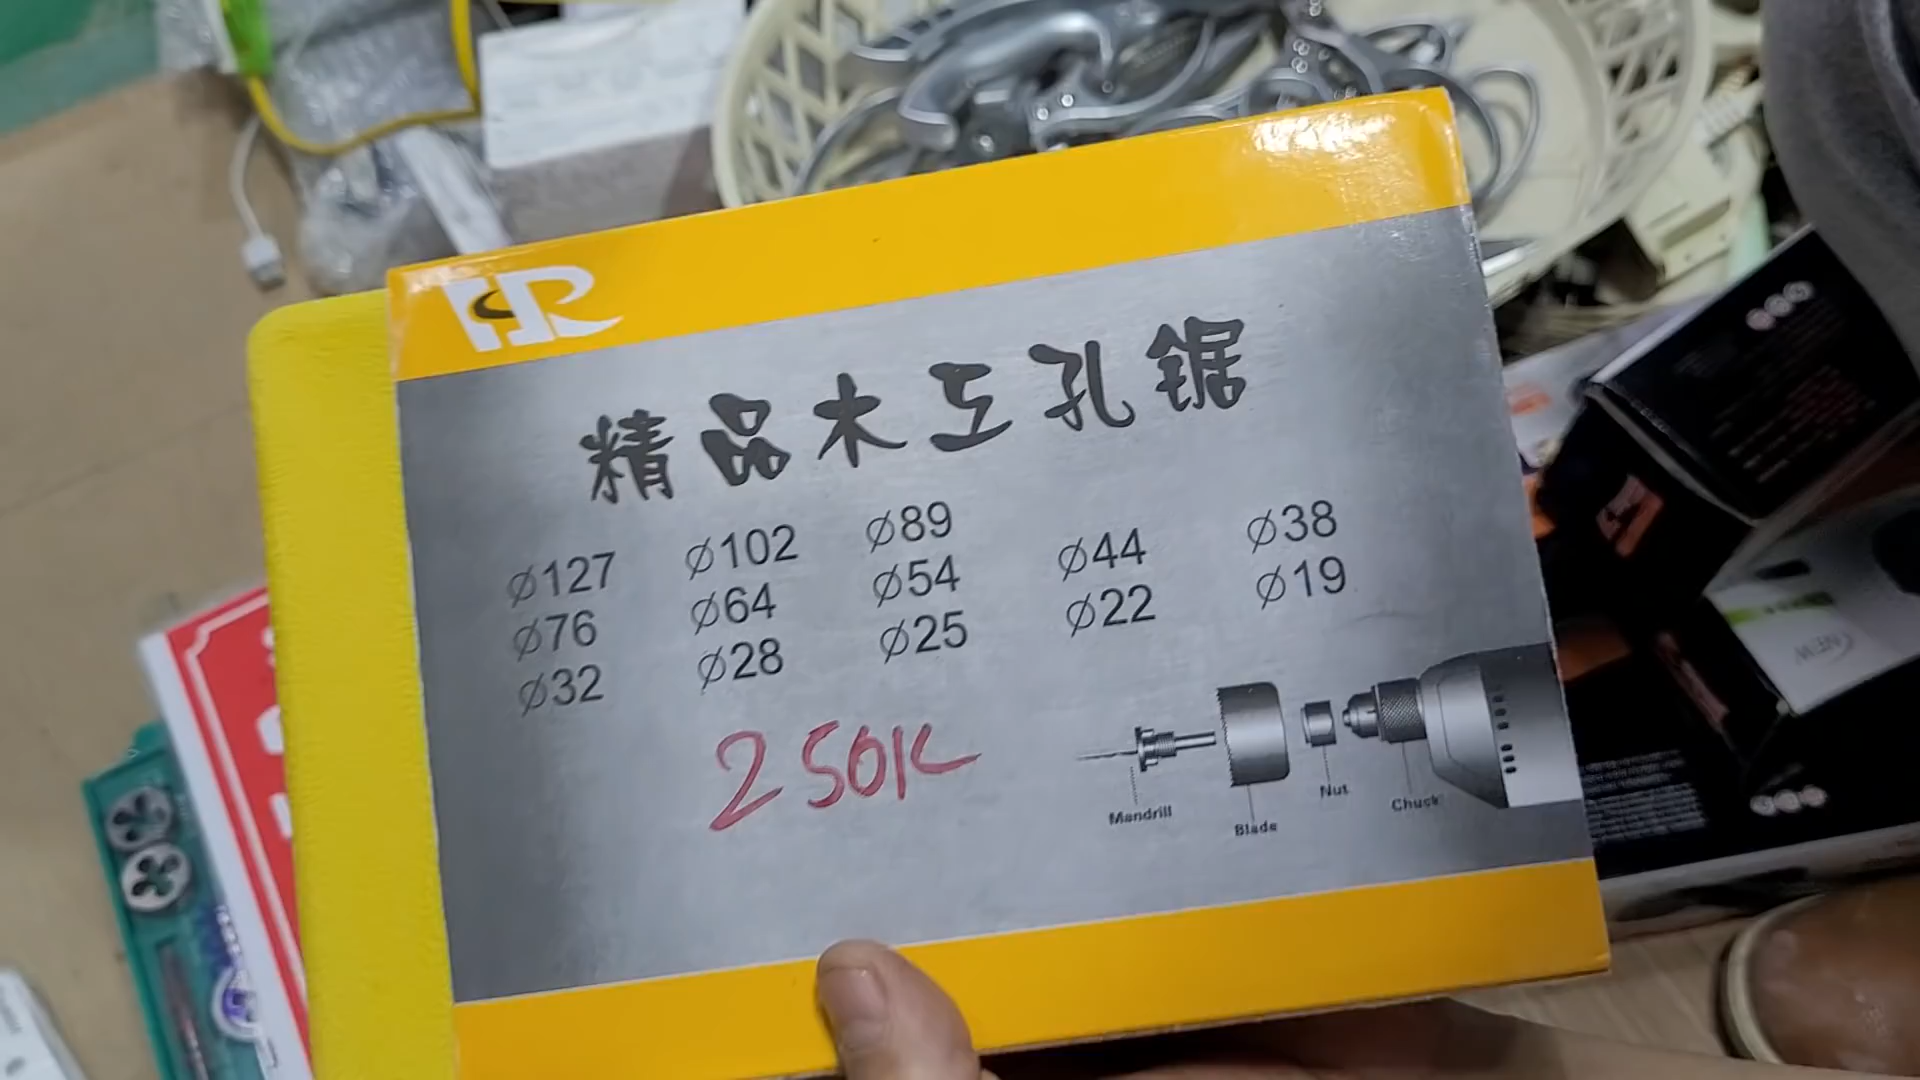 精品木工孔锯
Ø127 Ø102 Ø89 Ø44 Ø38
Ø76 Ø64 Ø54 Ø22 Ø19
Ø32 Ø28 Ø25
250K
Mandrill Blade Nut Chuck
NEW